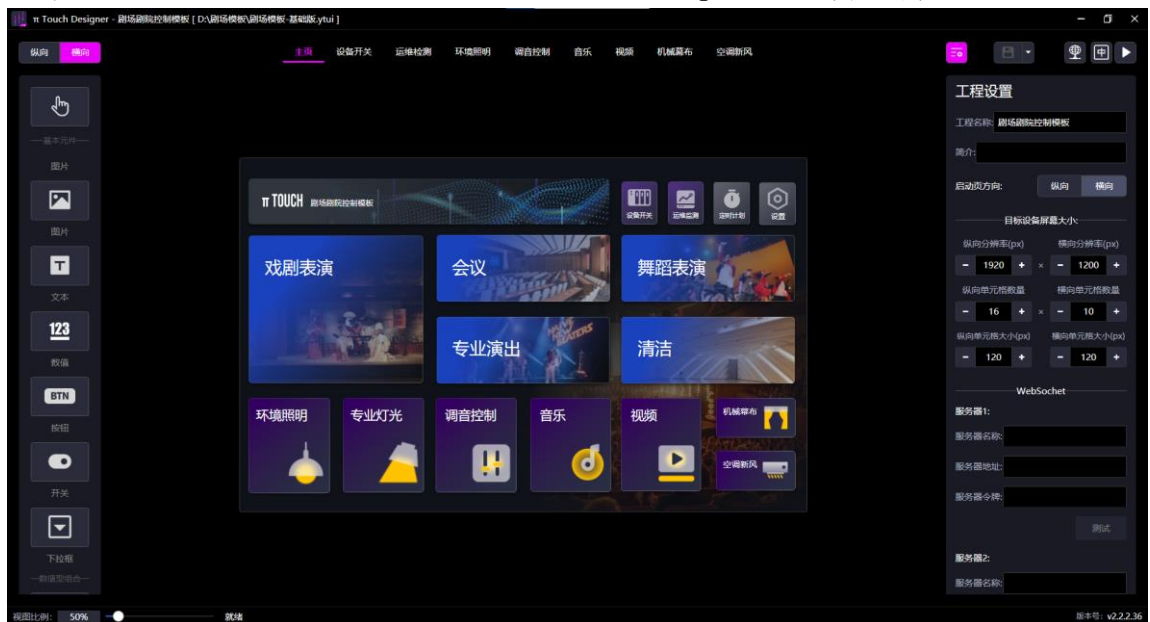 π Touch Designer - 剧场剧院控制模板 [ D:\剧场模板\剧场模板-基础版.ytui ]
纵向 横向
主页 设备开关 运维检测 环境照明 调音控制 音乐 视频 机械幕布 空调新风
中
基本元件
图片
图片
T
文本
123
数值
BTN
按钮
开关
下拉框
数值型组合
π TOUCH 剧场剧院控制模板
设备开关 运维监测 定时计划 设置
戏剧表演 会议 舞蹈表演
专业演出 清洁
环境照明 专业灯光 调音控制 音乐 视频 机械幕布
空调新风
工程设置
工程名称: 剧场剧院控制模板
简介:
启动页方向: 纵向 横向
目标设备屏幕大小:
纵向分辨率(px) 横向分辨率(px)
- 1920 + × - 1200 +
纵向单元格数量 横向单元格数量
- 16 + × - 10 +
纵向单元格大小(px) 横向单元格大小(px)
- 120 + - 120 +
WebSochet
服务器1:
服务器名称:
服务器地址:
服务器令牌:
测试
服务器2:
服务器名称:
视图比例: 50% 就绪 版本号: v2.2.2.36